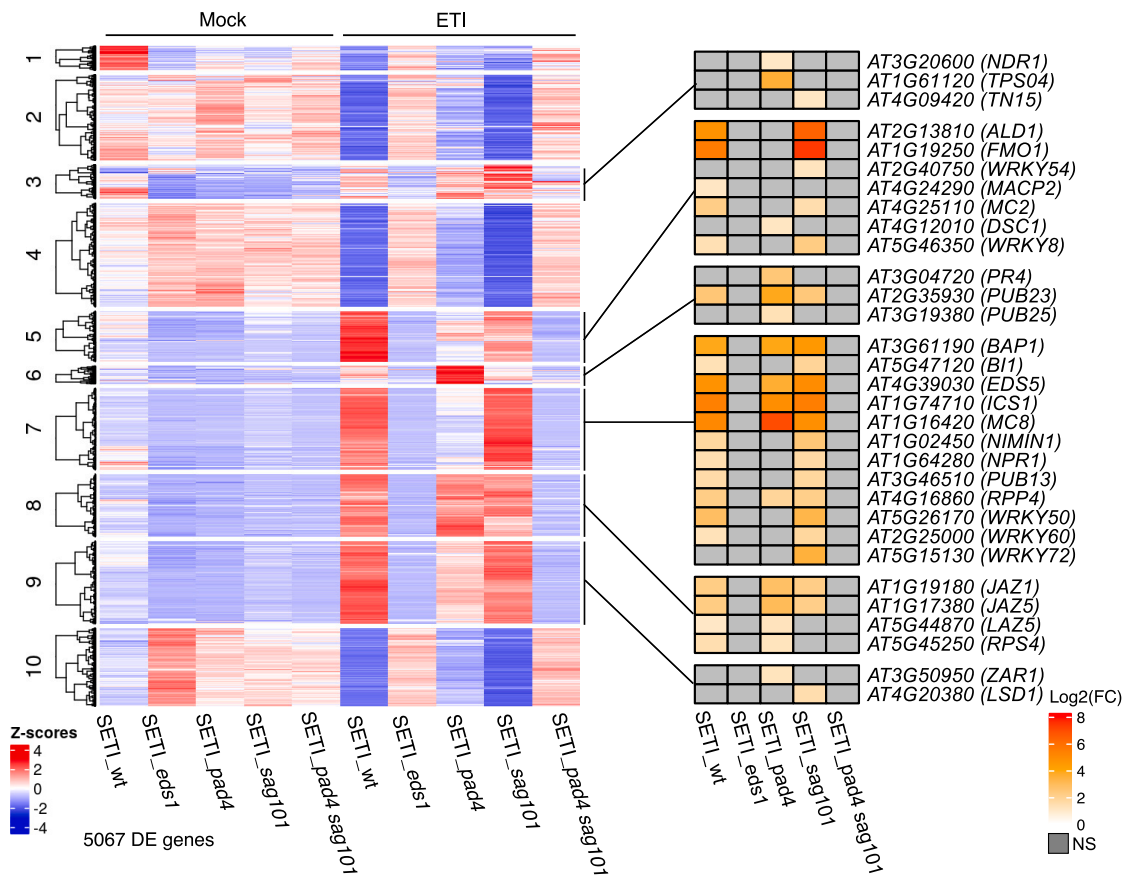 Mock
ETI
1
2
3
4
5
6
7
8
9
10
SETI_wt
SETI_eds1
SETI_pad4
SETI_sag101
SETI_pad4 sag101
SETI_wt
SETI_eds1
SETI_pad4
SETI_sag101
SETI_pad4 sag101
Z-scores
4
2
0
-2
-4
5067 DE genes
AT3G20600 (NDR1)
AT1G61120 (TPS04)
AT4G09420 (TN15)
AT2G13810 (ALD1)
AT1G19250 (FMO1)
AT2G40750 (WRKY54)
AT4G24290 (MACP2)
AT4G25110 (MC2)
AT4G12010 (DSC1)
AT5G46350 (WRKY8)
AT3G04720 (PR4)
AT2G35930 (PUB23)
AT3G19380 (PUB25)
AT3G61190 (BAP1)
AT5G47120 (BI1)
AT4G39030 (EDS5)
AT1G74710 (ICS1)
AT1G16420 (MC8)
AT1G02450 (NIMIN1)
AT1G64280 (NPR1)
AT3G46510 (PUB13)
AT4G16860 (RPP4)
AT5G26170 (WRKY50)
AT2G25000 (WRKY60)
AT5G15130 (WRKY72)
AT1G19180 (JAZ1)
AT1G17380 (JAZ5)
AT5G44870 (LAZ5)
AT5G45250 (RPS4)
AT3G50950 (ZAR1)
AT4G20380 (LSD1)
SETI_wt
SETI_eds1
SETI_pad4
SETI_sag101
SETI_pad4 sag101
Log2(FC)
8
6
4
2
0
NS